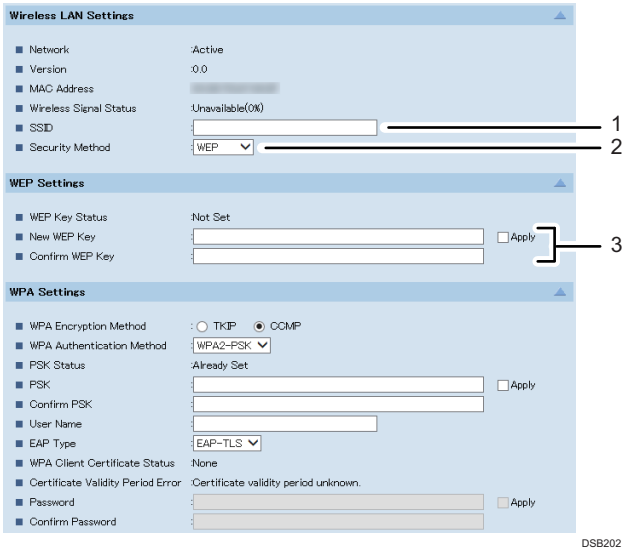 Wireless LAN Settings
Network :Active
Version :0.0
MAC Address
Wireless Signal Status :Unavailable(0%)
SSID : 1
Security Method : WEP 2
WEP Settings
WEP Key Status :Not Set
New WEP Key : Apply
3
Confirm WEP Key :
WPA Settings
WPA Encryption Method : TKIP CCMP
WPA Authentication Method : WPA2-PSK
PSK Status :Already Set
PSK : Apply
Confirm PSK :
User Name :
EAP Type : EAP-TLS
WPA Client Certificate Status :None
Certificate Validity Period Error :Certificate validity period unknown.
Password : Apply
Confirm Password :
DSB202